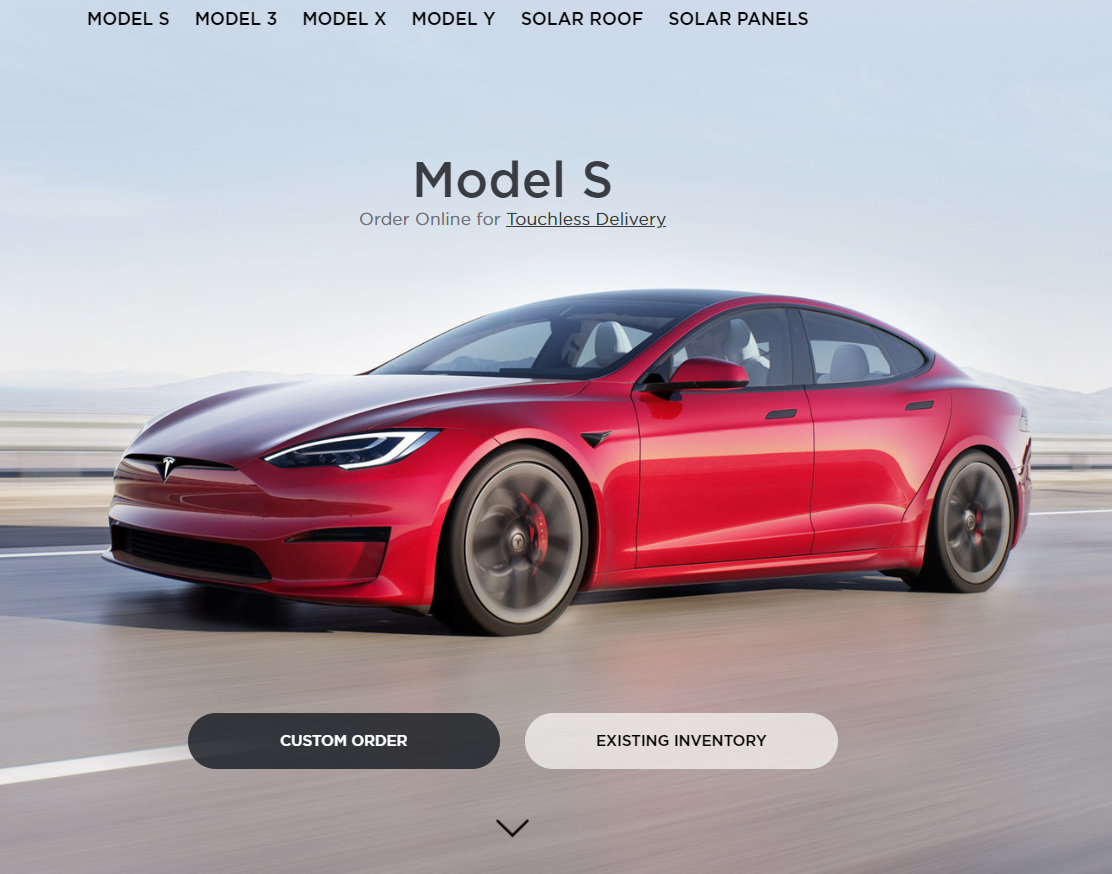 MODEL S MODEL 3 MODEL X MODEL Y SOLAR ROOF SOLAR PANELS
Model S
Order Online for Touchless Delivery
CUSTOM ORDER EXISTING INVENTORY